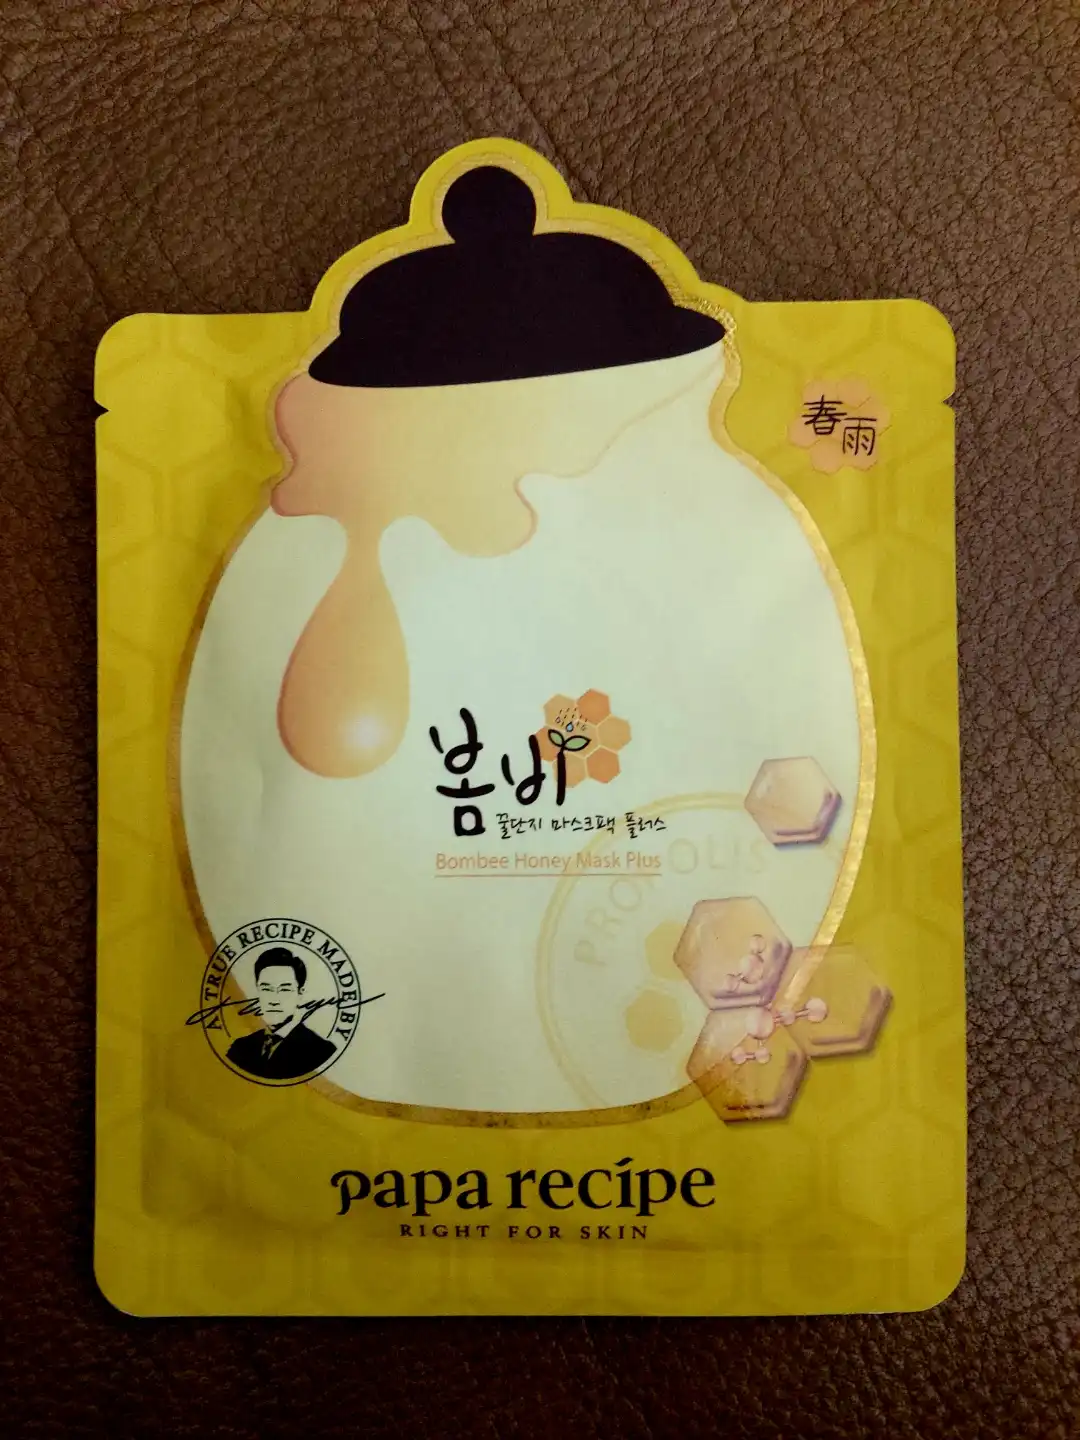 春雨
봄비
꿀단지 마스크팩 플러스
Bombee Honey Mask Plus
PROPOLIS
A TRUE RECIPE MADE BY
papa recipe
RIGHT FOR SKIN